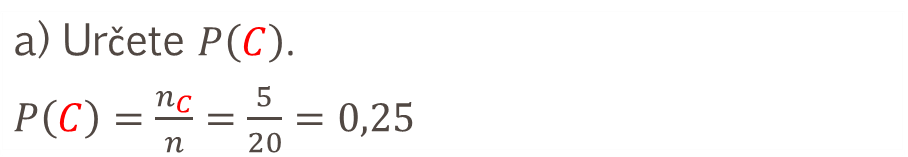 a) Určete P(C).
P(C) = n_C/n = 5/20 = 0,25